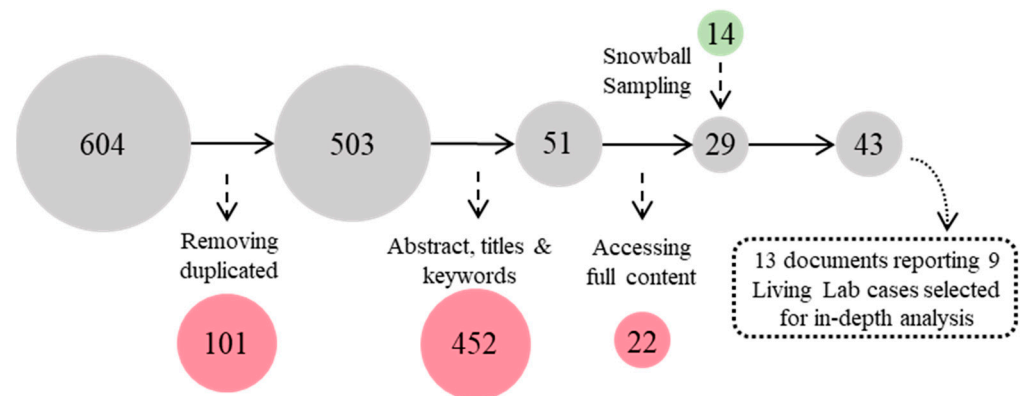 14
Snowball
Sampling
604
503
51
29
43
Removing
duplicated
Abstract, titles &
keywords
Accessing
full content
13 documents reporting 9
Living Lab cases selected
for in-depth analysis
101
452
22